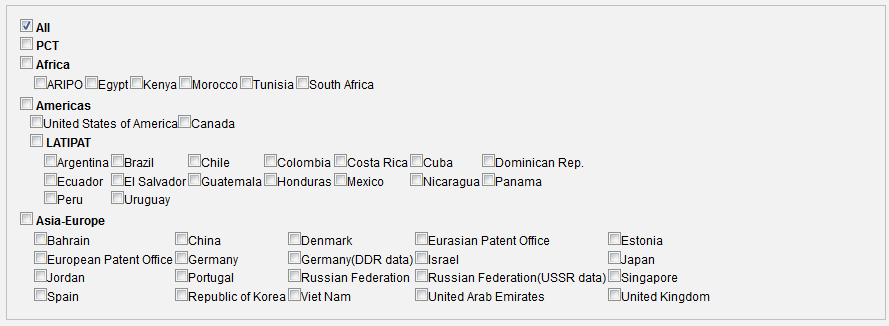 All
PCT
Africa
ARIPO Egypt Kenya Morocco Tunisia South Africa
Americas
United States of America Canada
LATIPAT
Argentina Brazil Chile Colombia Costa Rica Cuba Dominican Rep.
Ecuador El Salvador Guatemala Honduras Mexico Nicaragua Panama
Peru Uruguay
Asia-Europe
Bahrain China Denmark Eurasian Patent Office Estonia
European Patent Office Germany Germany(DDR data) Israel Japan
Jordan Portugal Russian Federation Russian Federation(USSR data) Singapore
Spain Republic of Korea Viet Nam United Arab Emirates United Kingdom